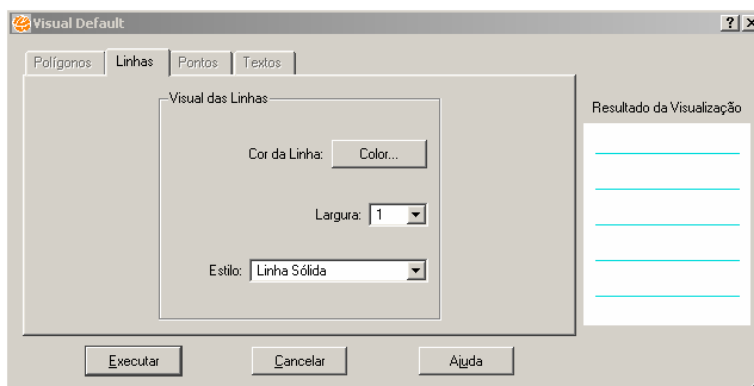 Visual Default
Polígonos Linhas Pontos Textos
Visual das Linhas
Resultado da Visualização
Cor da Linha: Color...
Largura: 1
Estilo: Linha Sólida
Executar Cancelar Ajuda